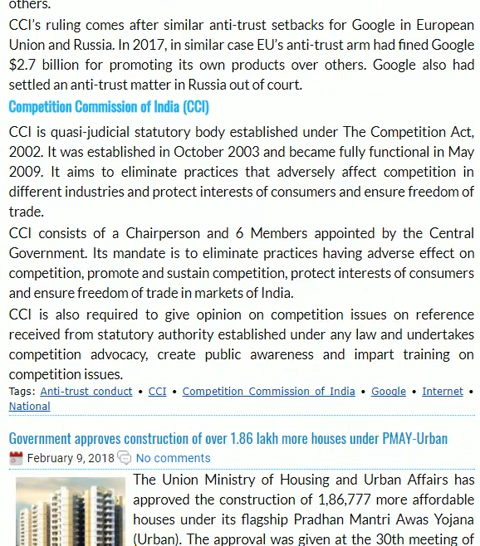 others.
CCI's ruling comes after similar anti-trust setbacks for Google in European
Union and Russia. In 2017, in similar case EU's anti-trust arm had fined Google
$2.7 billion for promoting its own products over others. Google also had
settled an anti-trust matter in Russia out of court.
Competition Commission of India (CCI)
CCI is quasi-judicial statutory body established under The Competition Act,
2002. It was established in October 2003 and became fully functional in May
2009. It aims to eliminate practices that adversely affect competition in
different industries and protect interests of consumers and ensure freedom of
trade.
CCI consists of a Chairperson and 6 Members appointed by the Central
Government. Its mandate is to eliminate practices having adverse effect on
competition, promote and sustain competition, protect interests of consumers
and ensure freedom of trade in markets of India.
CCI is also required to give opinion on competition issues on reference
received from statutory authority established under any law and undertakes
competition advocacy, create public awareness and impart training on
competition issues.
Tags: Anti-trust conduct • CCI • Competition Commission of India • Google • Internet •
National
Government approves construction of over 1.86 lakh more houses under PMAY-Urban
February 9, 2018 No comments
The Union Ministry of Housing and Urban Affairs has
approved the construction of 1,86,777 more affordable
houses under its flagship Pradhan Mantri Awas Yojana
(Urban). The approval was given at the 30th meeting of